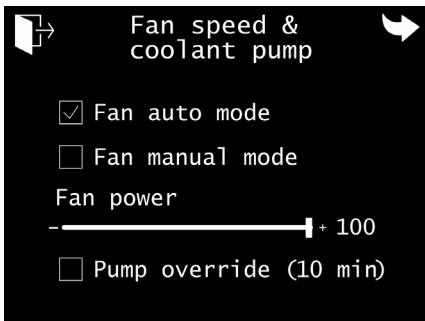 Fan speed &
coolant pump
Fan auto mode
Fan manual mode
Fan power
- + 100
Pump override (10 min)